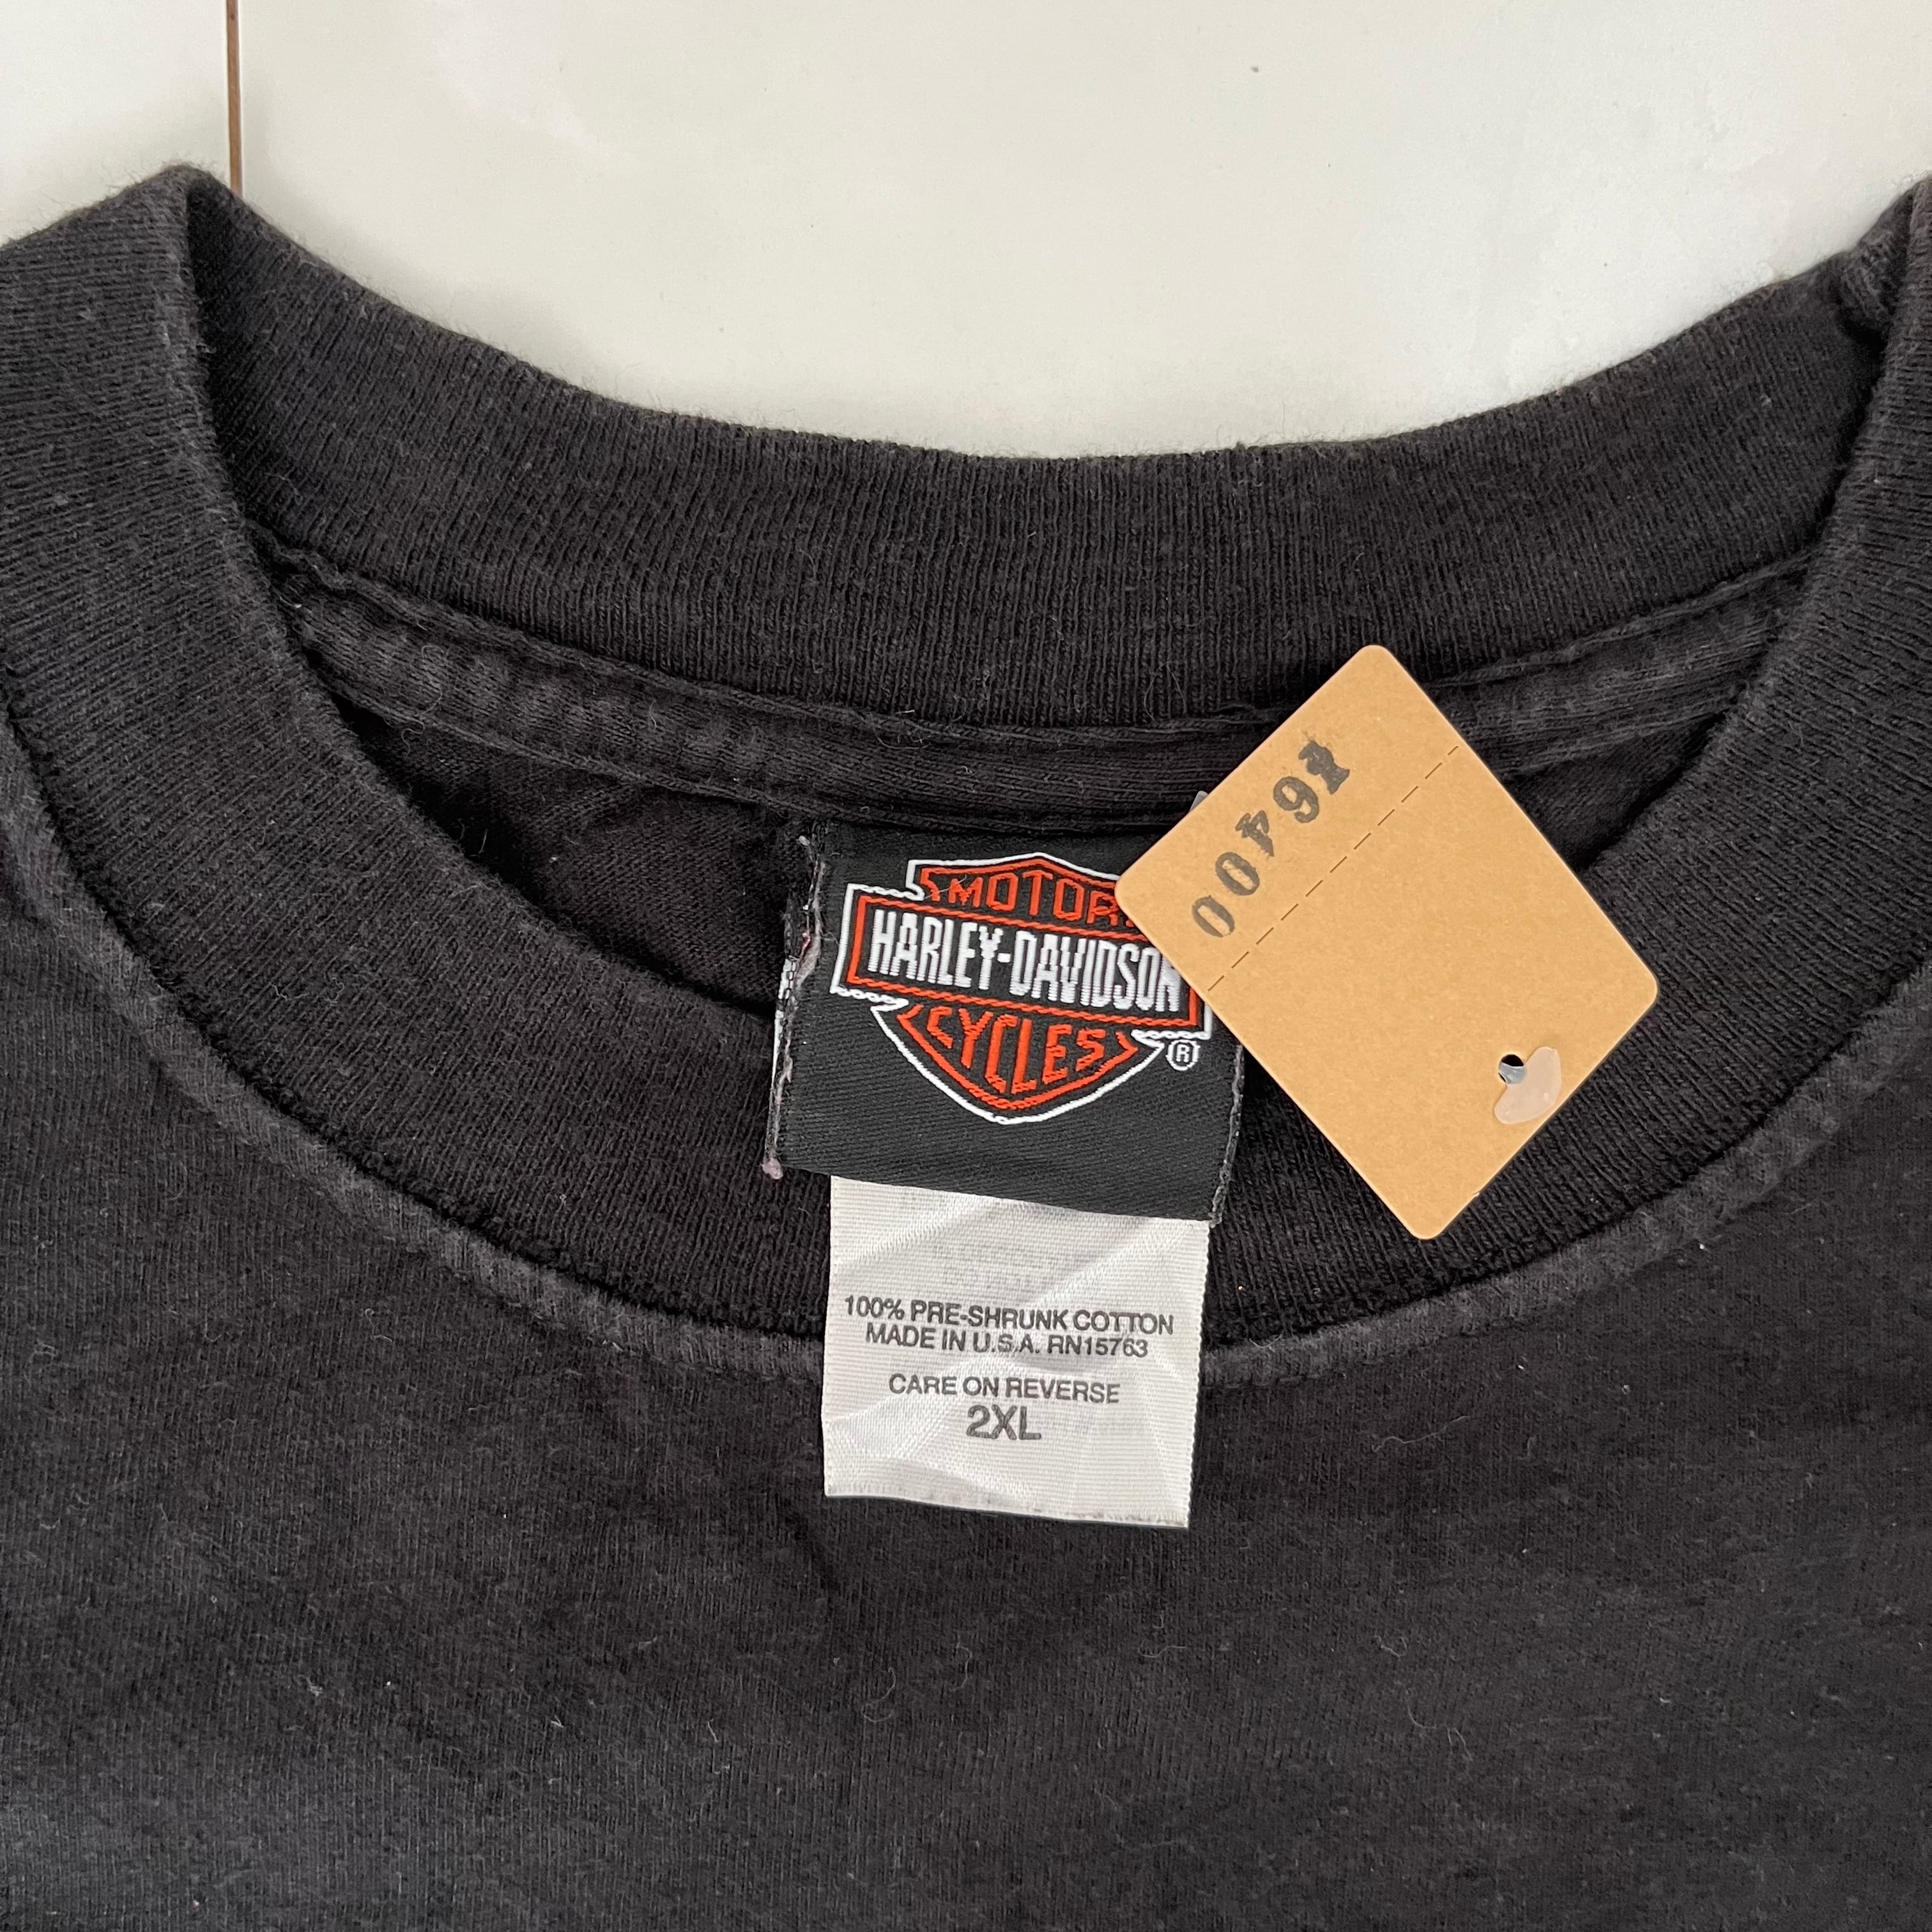 MOTOR
HARLEY-DAVIDSON
CYCLES
®
¥6400
100% PRE-SHRUNK COTTON
MADE IN U.S.A. RN15763
CARE ON REVERSE
2XL